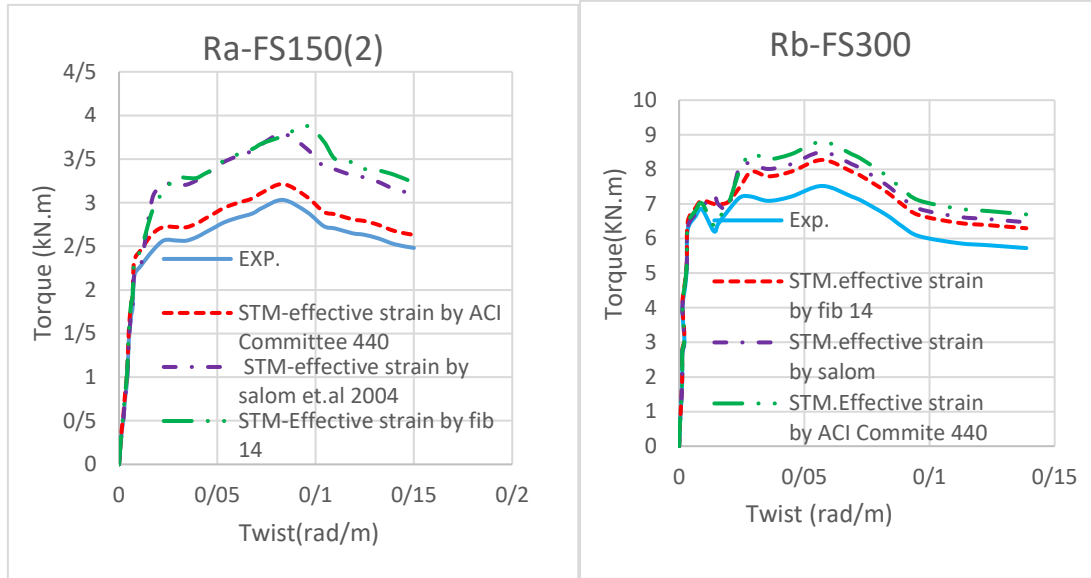 Ra-FS150(2)
4/5
4
3/5
3
2/5
2
1/5
1
0/5
0
Torque (kN.m)
EXP.
STM-effective strain by ACI
Committee 440
STM-effective strain by
salom et.al 2004
STM-Effective strain by fib
14
0 0/05 0/1 0/15 0/2
Twist(rad/m)
Rb-FS300
10
9
8
7
6
5
4
3
2
1
0
Torque(KN.m)
Exp.
STM.effective strain
by fib 14
STM.effective strain
by salom
STM.Effective strain
by ACI Commite 440
0 0/05 0/1 0/15
Twist (rad/m)